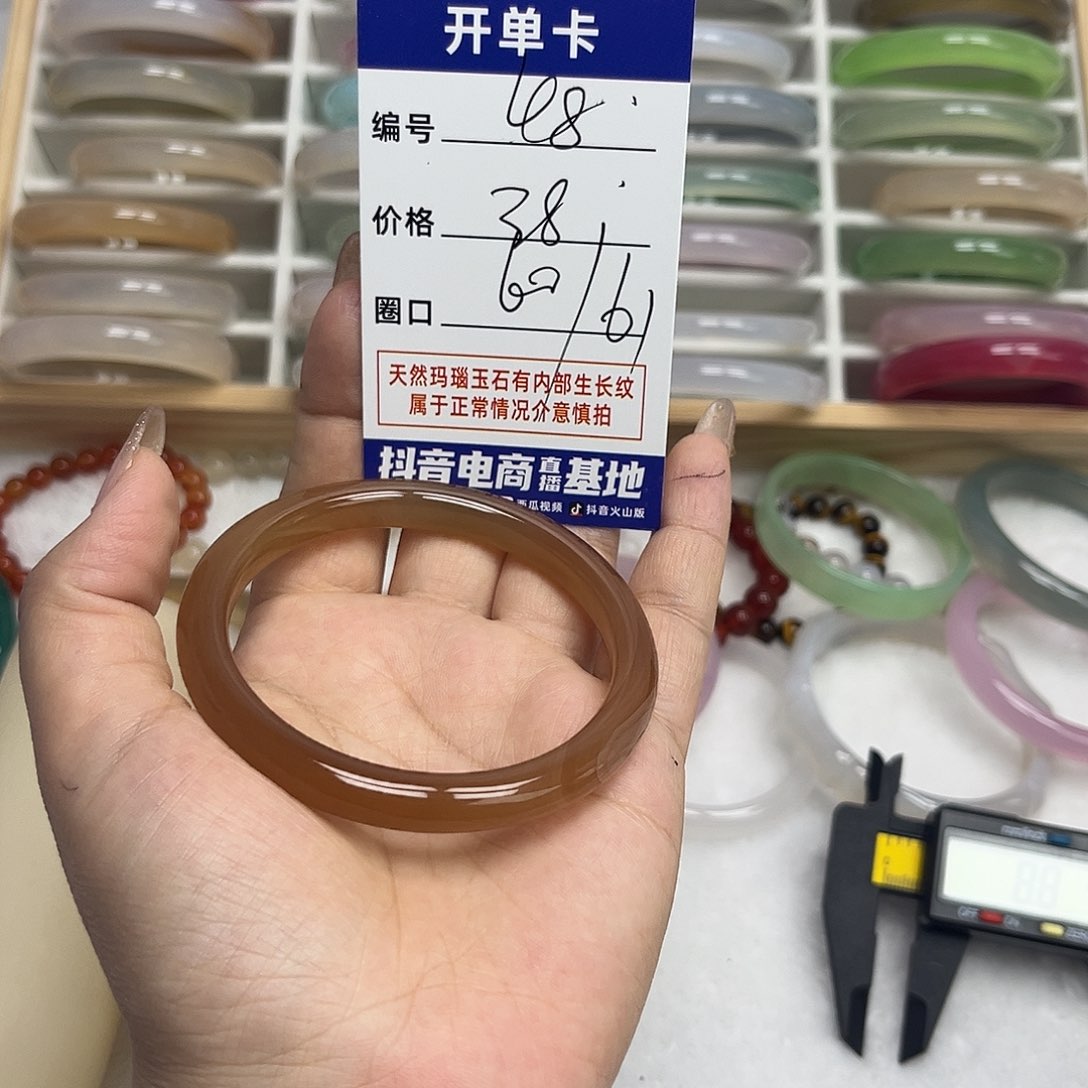 开单卡
编号 48
价格 38
圈口 60/61
天然玛瑙玉石有内部生长纹
属于正常情况介意慎拍
抖音电商直播基地
西瓜视频 抖音火山版